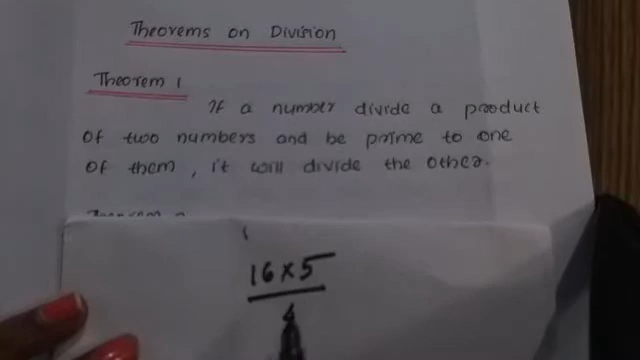 Theorems on Division
Theorem 1
If a number divide a product
of two numbers and be prime to one
of them, it will divide the other.
16 × 5
4